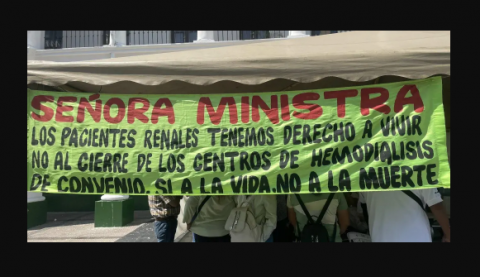 SEÑORA MINISTRA
LOS PACIENTES RENALES TENEMOS DERECHO A VIVIR
NO AL CIERRE DE LOS CENTROS DE HEMODIALISIS
DE CONVENIO. SI A LA VIDA. NO A LA MUERTE